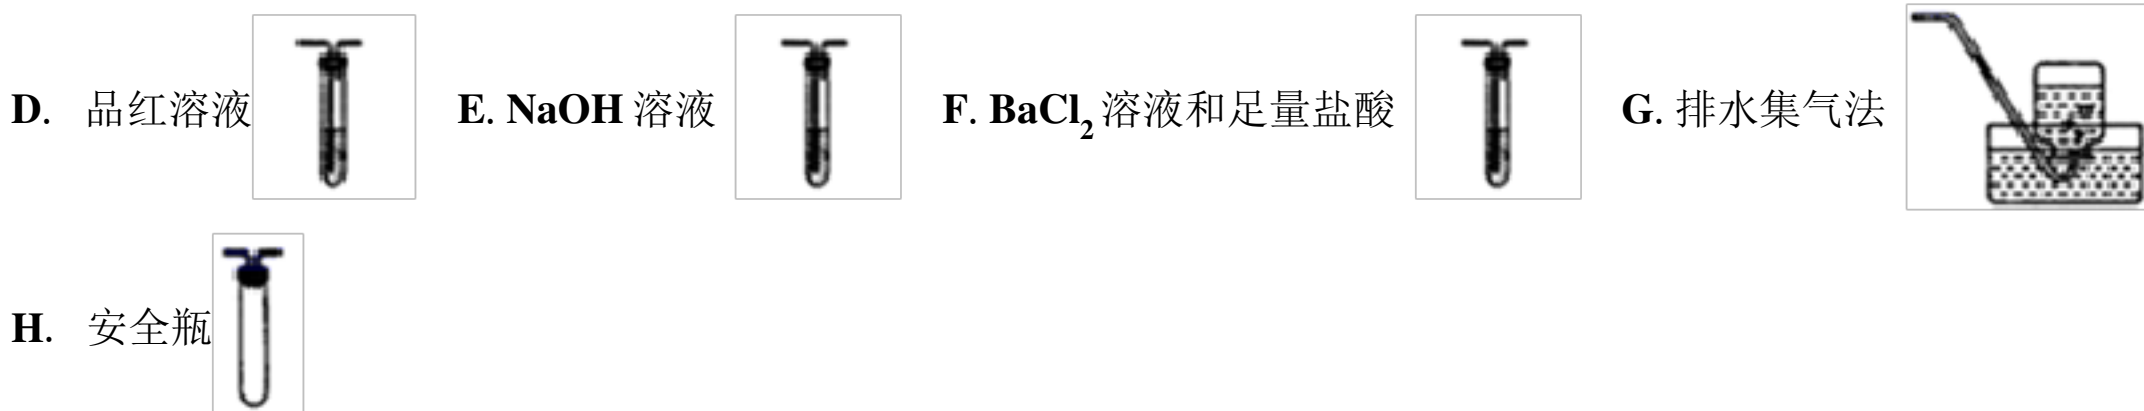 D. 品红溶液 E. NaOH 溶液 F. BaCl₂ 溶液和足量盐酸 G. 排水集气法
H. 安全瓶